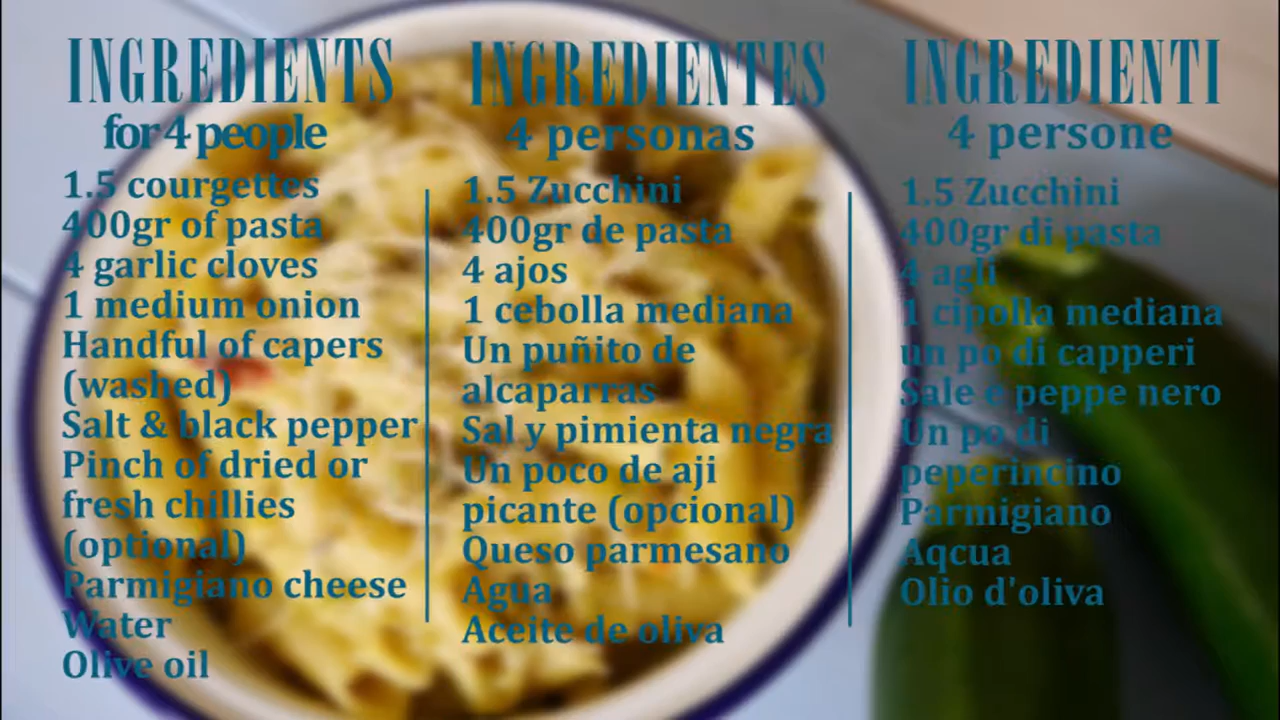 INGREDIENTS
for 4 people
1.5 courgettes
400gr of pasta
4 garlic cloves
1 medium onion
Handful of capers
(washed)
Salt & black pepper
Pinch of dried or
fresh chillies
(optional)
Parmigiano cheese
Water
Olive oil
INGREDIENTES
4 personas
1.5 Zucchini
400gr de pasta
4 ajos
1 cebolla mediana
Un puñito de
alcaparras
Sal y pimienta negra
Un poco de aji
picante (opcional)
Queso parmesano
Agua
Aceite de oliva
INGREDIENTI
4 persone
1.5 Zucchini
400gr di pasta
4 agli
1 cipolla mediana
un po di capperi
Sale e peppe nero
Un po di
peperincino
Parmigiano
Aqcua
Olio d'oliva